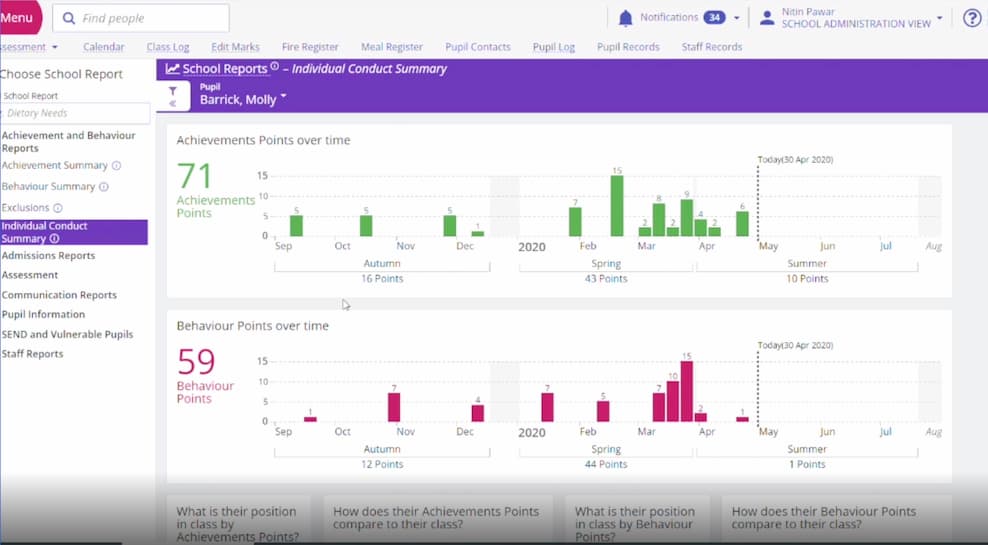 Menu
Find people
Notifications 34
Nitin Pawar
SCHOOL ADMINISTRATION VIEW
?
ssessment
Calendar
Class Log
Edit Marks
Fire Register
Meal Register
Pupil Contacts
Pupil Log
Pupil Records
Staff Records
Choose School Report
School Report
Dietary Needs
Achievement and Behaviour
Reports
Achievement Summary
Behaviour Summary
Exclusions
Individual Conduct
Summary
Admissions Reports
Assessment
Communication Reports
Pupil Information
SEND and Vulnerable Pupils
Staff Reports
School Reports – Individual Conduct Summary
Pupil
Barrick, Molly
Achievements Points over time
71
Achievements
Points
Today(30 Apr 2020)
15
10
5
0
5 5 5 1 7 15 2 8 2 9 4 2 6
Sep Oct Nov Dec 2020 Feb Mar Apr May Jun Jul Aug
Autumn Spring Summer
16 Points 43 Points 10 Points
Behaviour Points over time
59
Behaviour
Points
Today(30 Apr 2020)
15
10
5
0
1 7 4 7 5 7 10 15 2 1
Sep Oct Nov Dec 2020 Feb Mar Apr May Jun Jul Aug
Autumn Spring Summer
12 Points 44 Points 1 Points
What is their position
in class by
Achievements Points?
How does their Achievements Points
compare to their class?
What is their position
in class by Behaviour
Points?
How does their Behaviour Points
compare to their class?